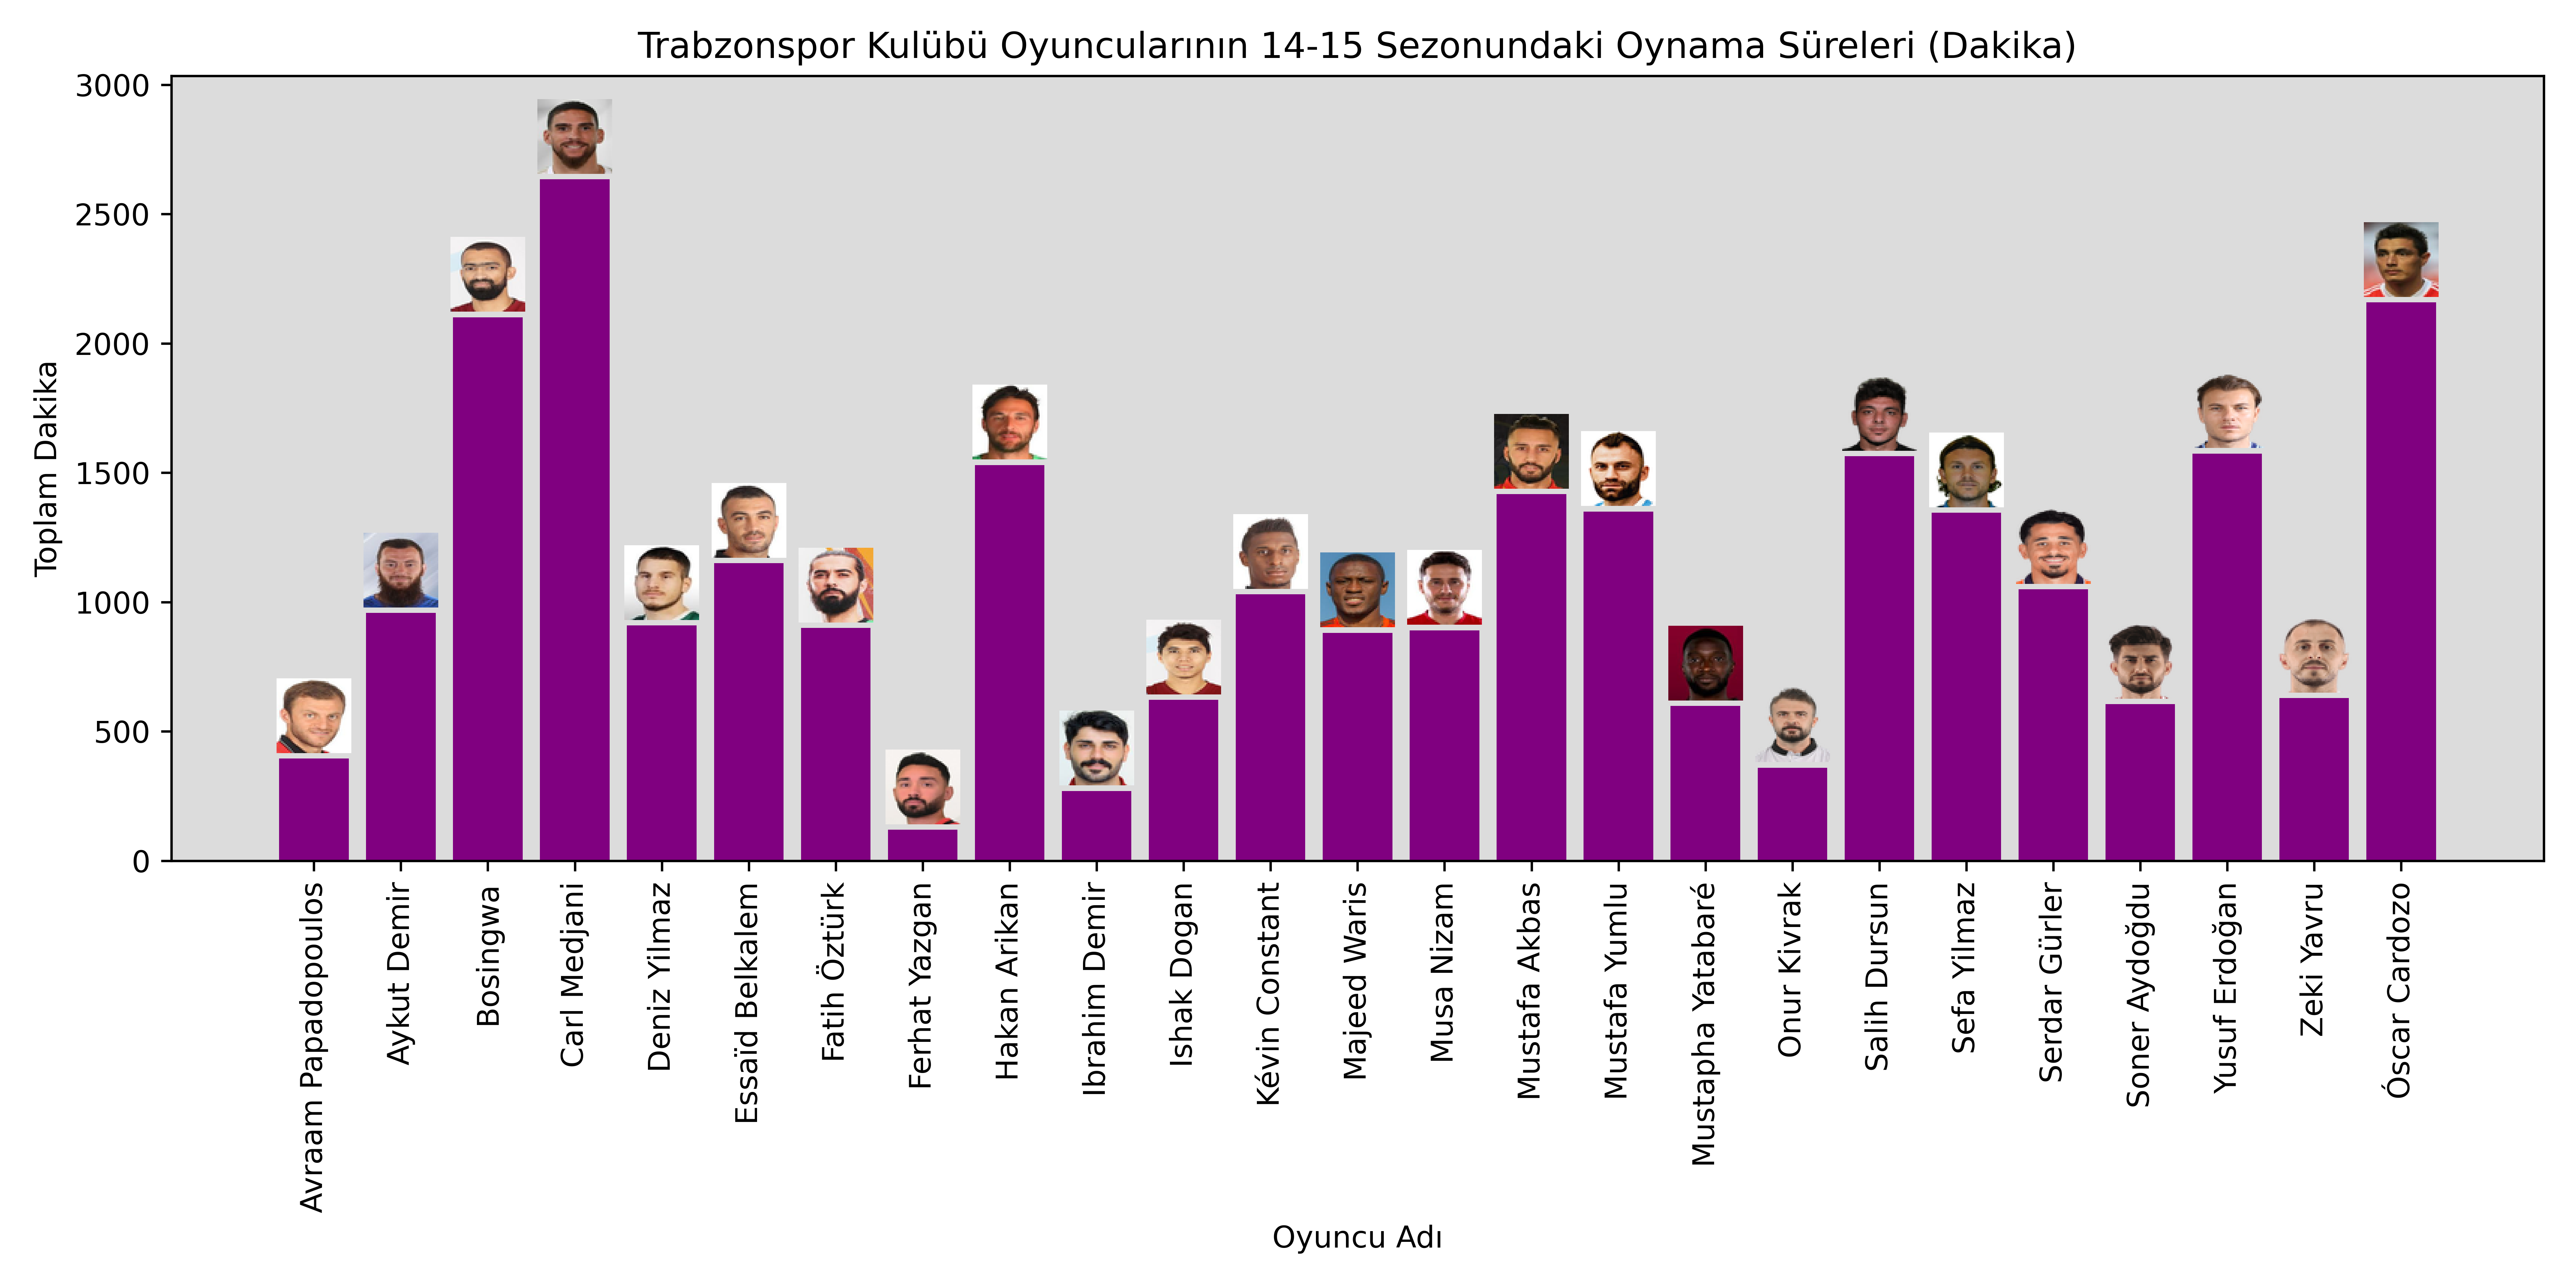 Trabzonspor Kulübü Oyuncularının 14-15 Sezonundaki Oynama Süreleri (Dakika)
Toplam Dakika
3000
2500
2000
1500
1000
500
0
Avraam Papadopoulos
Aykut Demir
Bosingwa
Carl Medjani
Deniz Yilmaz
Essaïd Belkalem
Fatih Öztürk
Ferhat Yazgan
Hakan Arikan
Ibrahim Demir
Ishak Dogan
Kévin Constant
Majeed Waris
Musa Nizam
Mustafa Akbas
Mustafa Yumlu
Mustapha Yatabaré
Onur Kivrak
Salih Dursun
Sefa Yilmaz
Serdar Gürler
Soner Aydoğdu
Yusuf Erdoğan
Zeki Yavru
Óscar Cardozo
Oyuncu Adı